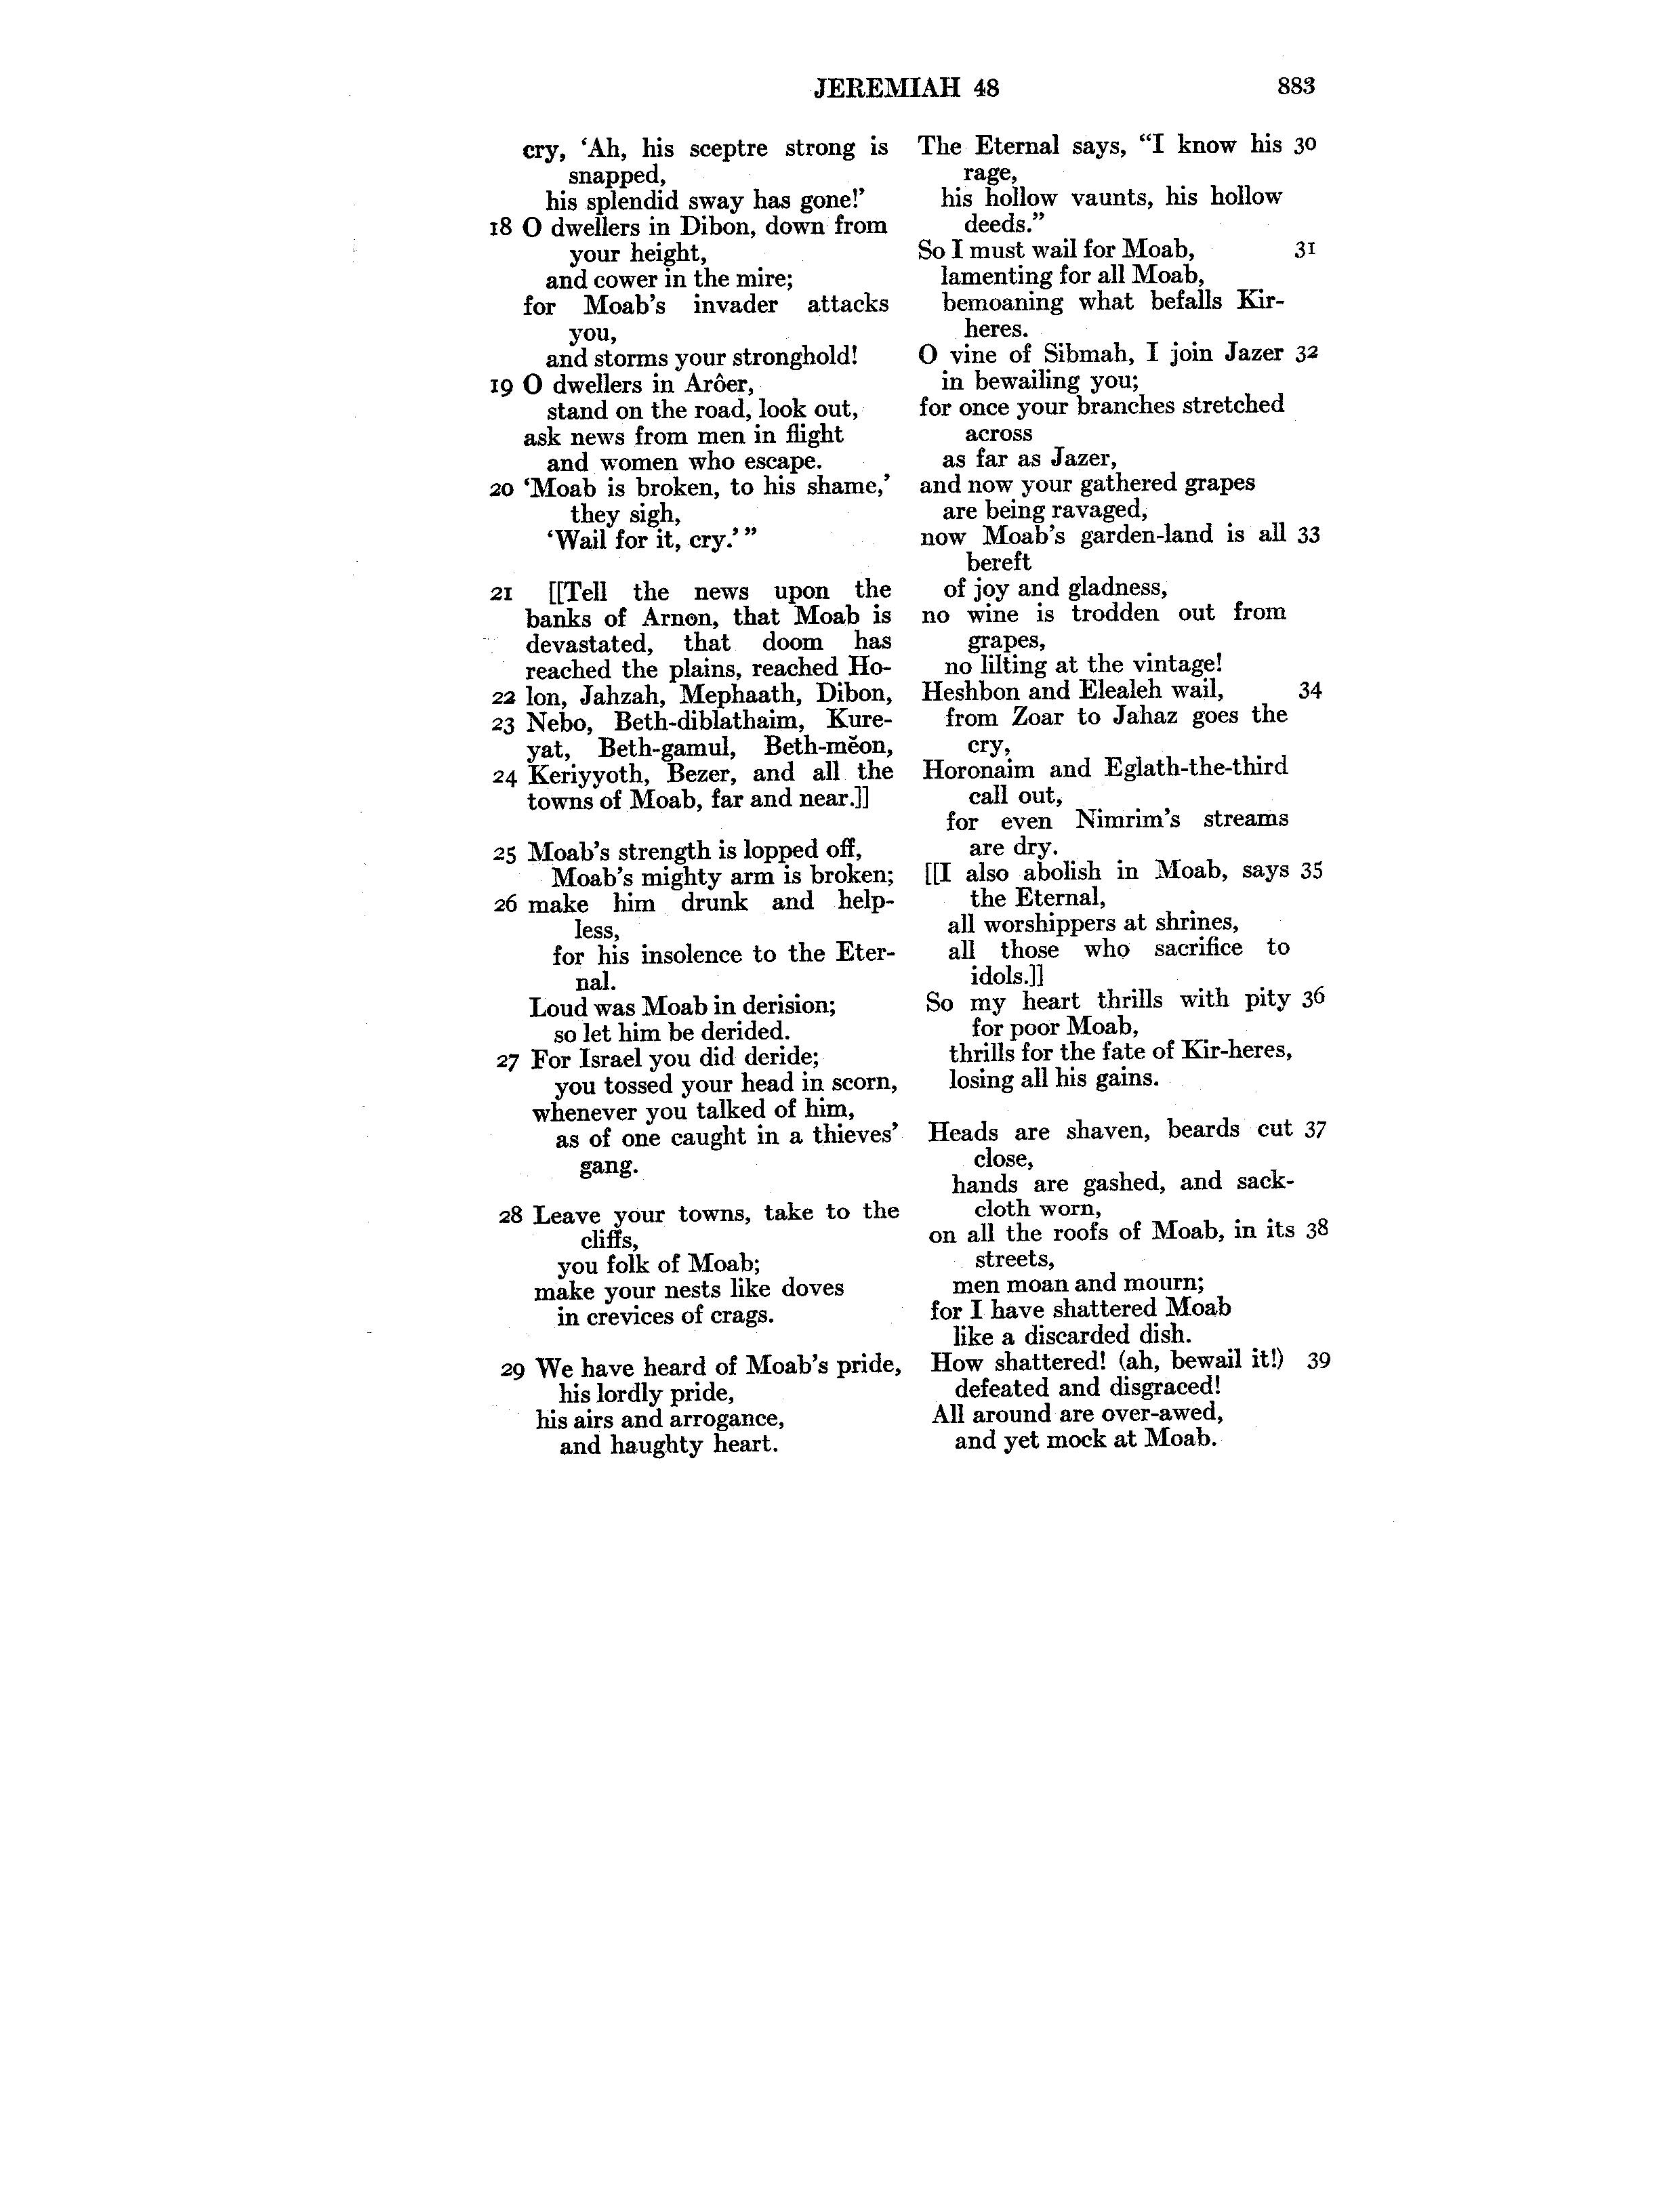 JEREMIAH 48 883
cry, ‘Ah, his sceptre strong is
snapped,
his splendid sway has gone!’
18 O dwellers in Dibon, down from
your height,
and cower in the mire;
for Moab’s invader attacks
you,
and storms your stronghold!
19 O dwellers in Arôer,
stand on the road, look out,
ask news from men in flight
and women who escape.
20 ‘Moab is broken, to his shame,’
they sigh,
‘Wail for it, cry.’ ”
21 [[Tell the news upon the
banks of Arnon, that Moab is
devastated, that doom has
reached the plains, reached Ho-
22 lon, Jahzah, Mephaath, Dibon,
23 Nebo, Beth-diblathaim, Kure-
yat, Beth-gamul, Beth-mĕon,
24 Keriyyoth, Bezer, and all the
towns of Moab, far and near.]]
25 Moab’s strength is lopped off,
Moab’s mighty arm is broken;
26 make him drunk and help-
less,
for his insolence to the Eter-
nal.
Loud was Moab in derision;
so let him be derided.
27 For Israel you did deride;
you tossed your head in scorn,
whenever you talked of him,
as of one caught in a thieves’
gang.
28 Leave your towns, take to the
cliffs,
you folk of Moab;
make your nests like doves
in crevices of crags.
29 We have heard of Moab’s pride,
his lordly pride,
his airs and arrogance,
and haughty heart.
The Eternal says, “I know his 30
rage,
his hollow vaunts, his hollow
deeds.”
So I must wail for Moab, 31
lamenting for all Moab,
bemoaning what befalls Kir-
heres.
O vine of Sibmah, I join Jazer 32
in bewailing you;
for once your branches stretched
across
as far as Jazer,
and now your gathered grapes
are being ravaged,
now Moab’s garden-land is all 33
bereft
of joy and gladness,
no wine is trodden out from
grapes,
no lilting at the vintage!
Heshbon and Elealeh wail, 34
from Zoar to Jahaz goes the
cry,
Horonaim and Eglath-the-third
call out,
for even Nimrim’s streams
are dry.
[[I also abolish in Moab, says 35
the Eternal,
all worshippers at shrines,
all those who sacrifice to
idols.]]
So my heart thrills with pity 36
for poor Moab,
thrills for the fate of Kir-heres,
losing all his gains.
Heads are shaven, beards cut 37
close,
hands are gashed, and sack-
cloth worn,
on all the roofs of Moab, in its 38
streets,
men moan and mourn;
for I have shattered Moab
like a discarded dish.
How shattered! (ah, bewail it!) 39
defeated and disgraced!
All around are over-awed,
and yet mock at Moab.